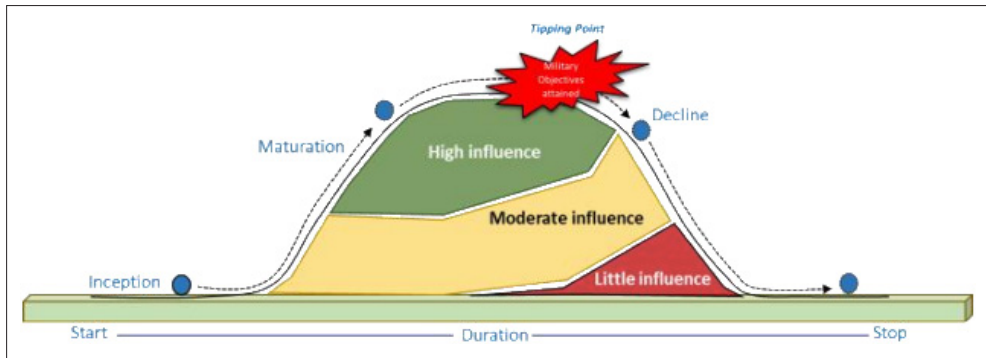 Tipping Point
Military
Objectives
attained
Decline
Maturation
High influence
Moderate influence
Inception
Little influence
Start
Duration
Stop